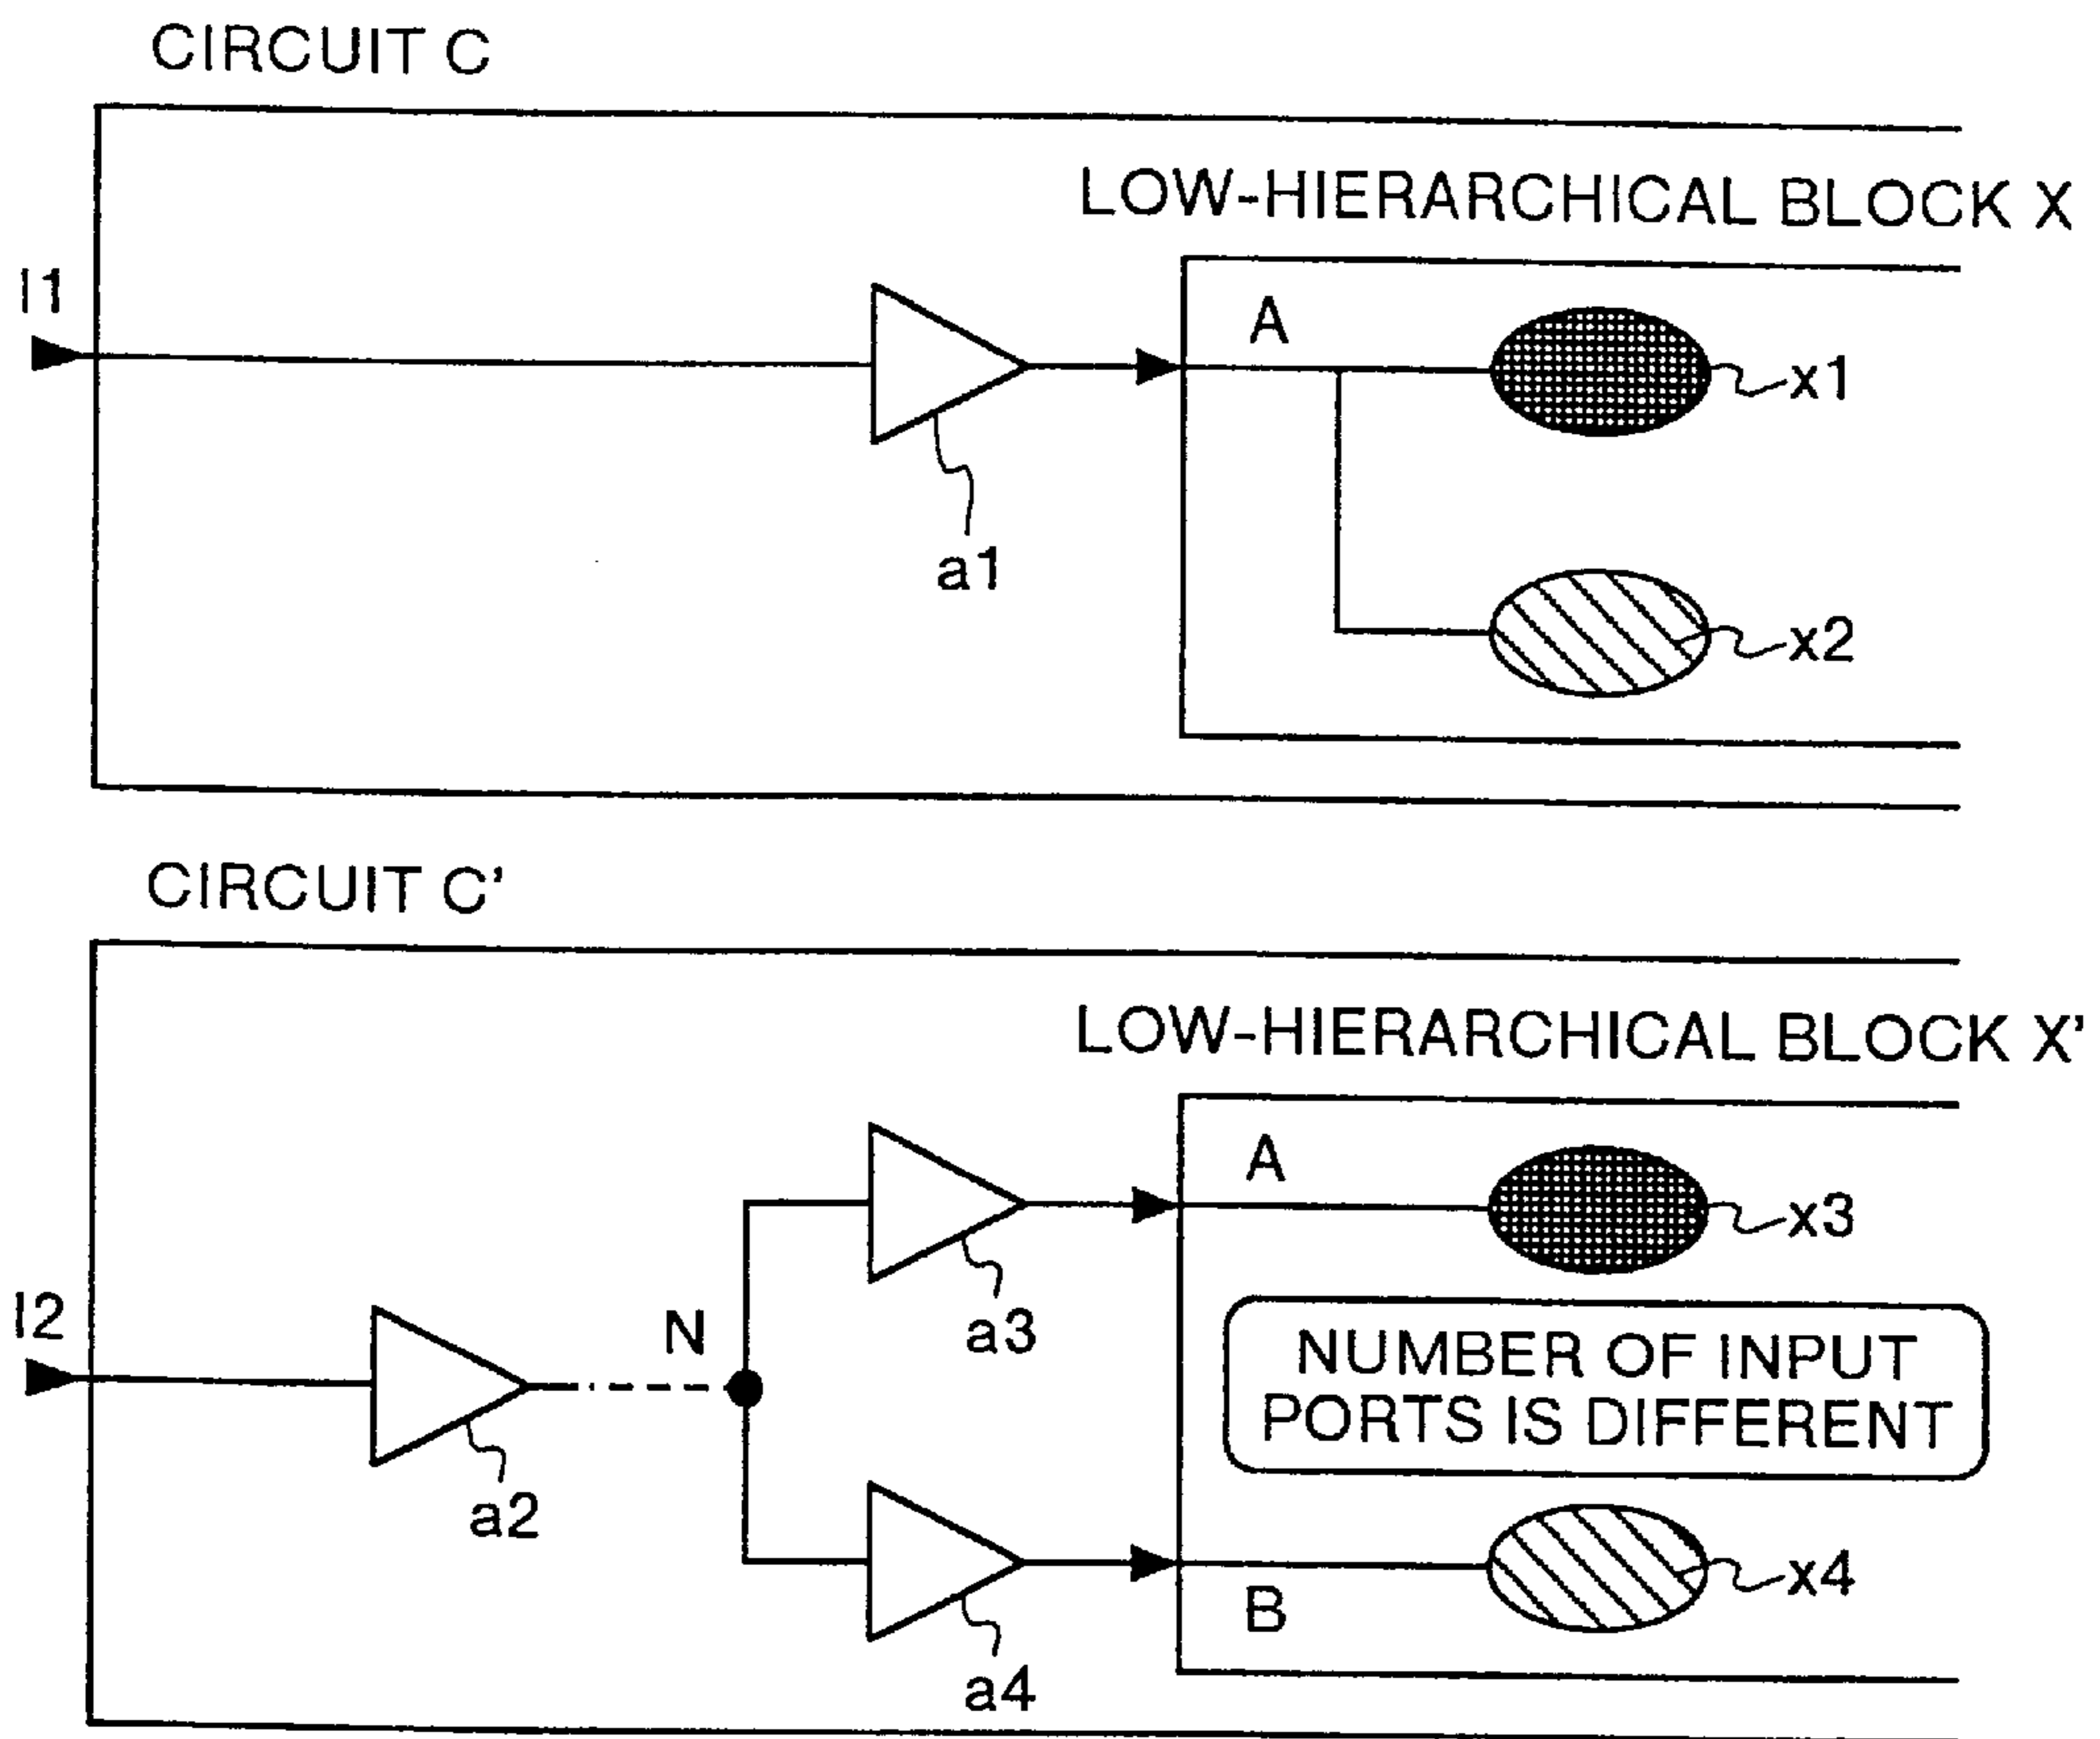 CIRCUIT C
LOW-HIERARCHICAL BLOCK X
I1
A
x1
a1
x2
CIRCUIT C'
LOW-HIERARCHICAL BLOCK X'
A
x3
I2
N
a3
NUMBER OF INPUT
PORTS IS DIFFERENT
a2
x4
B
a4